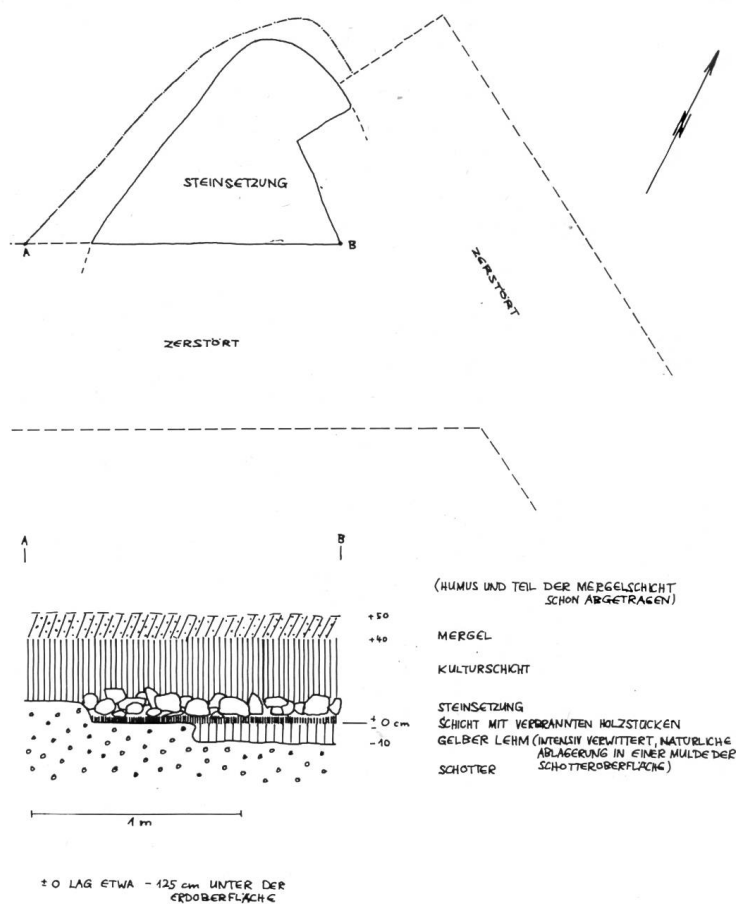 N
STEINSETZUNG
A
B
ZERSTÖRT
ZERSTÖRT
A
B
(HUMUS UND TEIL DER MERGELSCHICHT
SCHON ABGETRAGEN)
+50
+40
MERGEL
KULTURSCHICHT
STEINSETZUNG
± 0 cm
SCHICHT MIT VERBRANNTEN HOLZSTÜCKEN
-10
GELBER LEHM (INTENSIV VERWITTERT, NATÜRLICHE
ABLAGERUNG IN EINER MULDE DER
SCHOTTEROBERFLÄCHE)
SCHOTTER
1 m
± 0 LAG ETWA - 125 cm UNTER DER
ERDOBERFLÄCHE